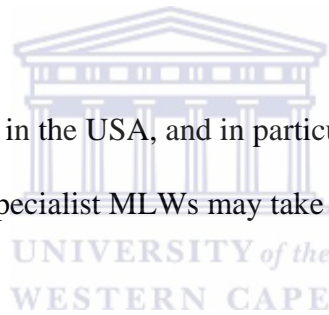 in the USA, and in particu
pecialist MLWs may take
UNIVERSITY of the
WESTERN CAPE